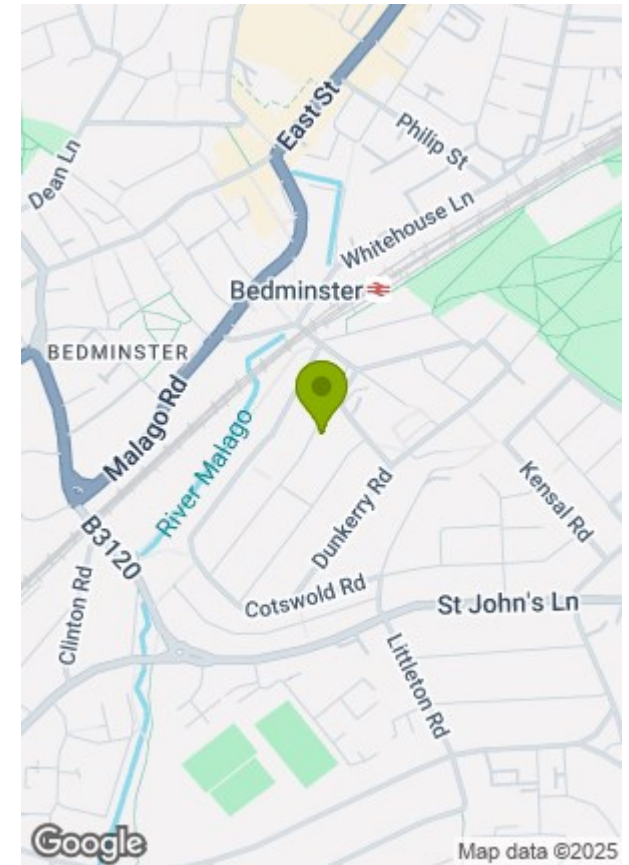 East St
Philip St
Dean Ln
Whitehouse Ln
Bedminster
BEDMINSTER
Malago Rd
River Malago
Kensal Rd
Dunkerry Rd
B3120
Cotswold Rd
St John's Ln
Clinton Rd
Littleton Rd
Google
Map data ©2025